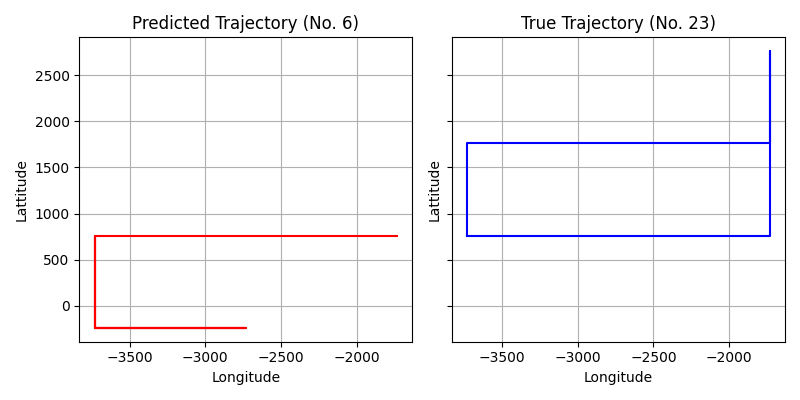 Predicted Trajectory (No. 6)
True Trajectory (No. 23)
2500
2000
1500
1000
500
0
Lattitude
Lattitude
−3500
−3000
−2500
−2000
−3500
−3000
−2500
−2000
Longitude
Longitude